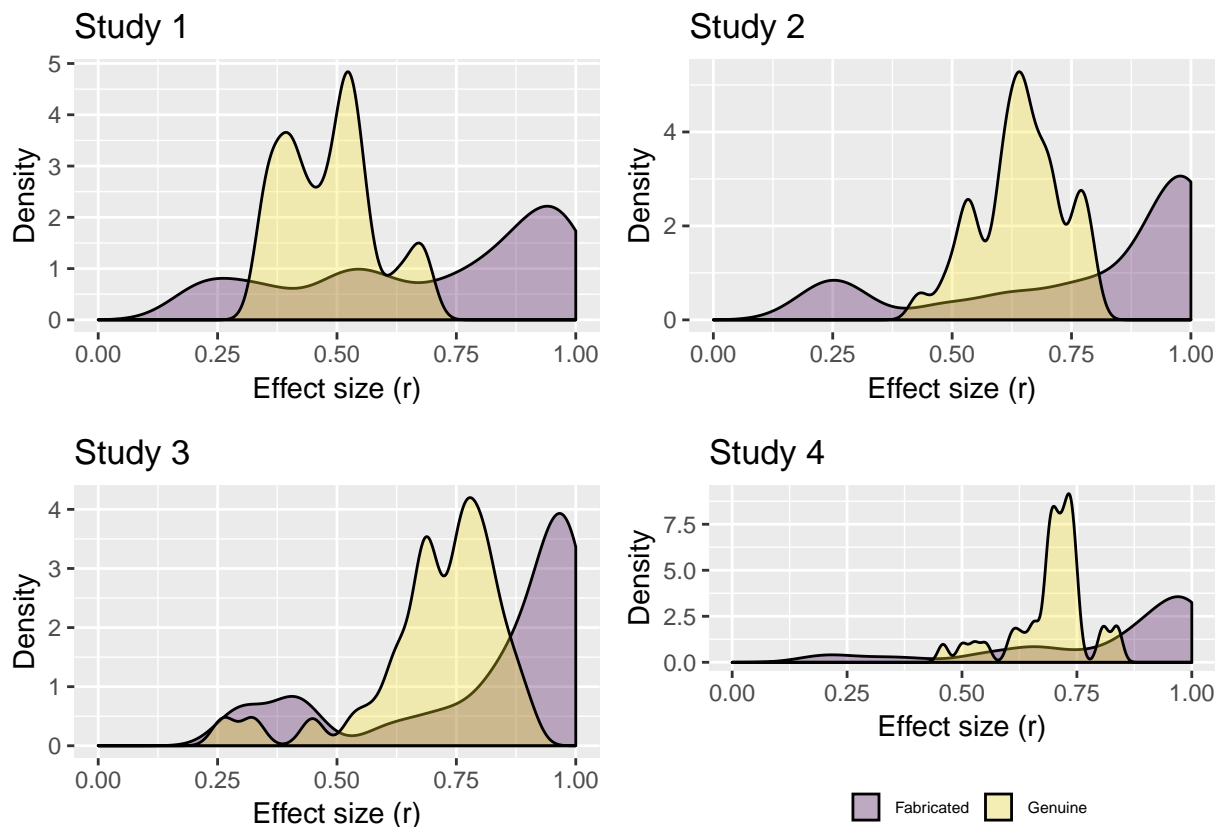 Study 1
5
4
3
2
1
0
Density
0.00 0.25 0.50 0.75 1.00
Effect size (r)
Study 2
4
2
0
Density
0.00 0.25 0.50 0.75 1.00
Effect size (r)
Study 3
4
3
2
1
0
Density
0.00 0.25 0.50 0.75 1.00
Effect size (r)
Study 4
7.5
5.0
2.5
0.0
Density
0.00 0.25 0.50 0.75 1.00
Effect size (r)
Fabricated Genuine